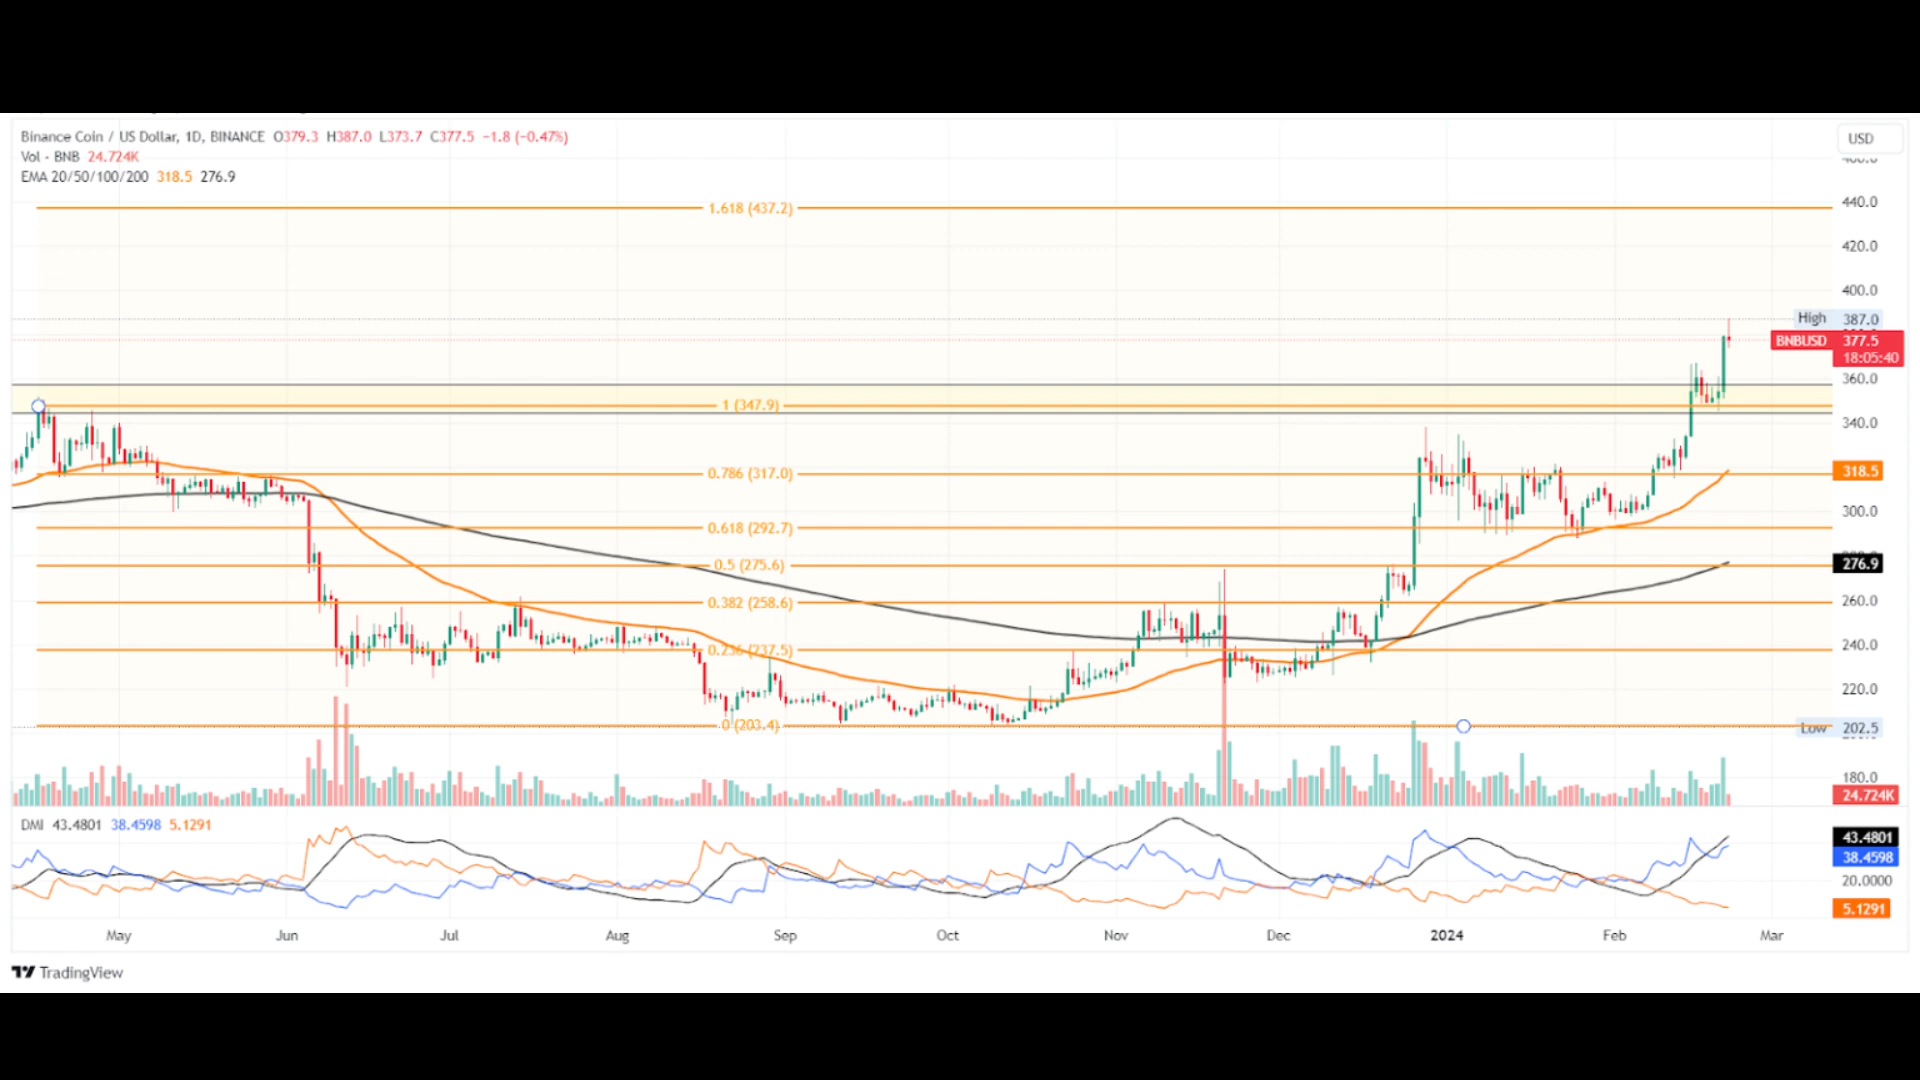 Binance Coin / US Dollar, 1D, BINANCE O379.3 H387.0 L373.7 C377.5 −1.8 (−0.47%)
USD
Vol - BNB 24.724K
EMA 20/50/100/200 318.5 276.9
1.618 (437.2)
440.0
420.0
400.0
High 387.0
BNBUSD 377.5
18:05:40
360.0
1 (347.9)
340.0
0.786 (317.0)
318.5
300.0
0.618 (292.7)
0.5 (275.6)
276.9
0.382 (258.6)
260.0
240.0
0.236 (237.5)
220.0
0 (203.4)
Low 202.5
180.0
24.724K
DMI 43.4801 38.4598 5.1291
43.4801
38.4598
20.0000
5.1291
May Jun Jul Aug Sep Oct Nov Dec 2024 Feb Mar
TradingView